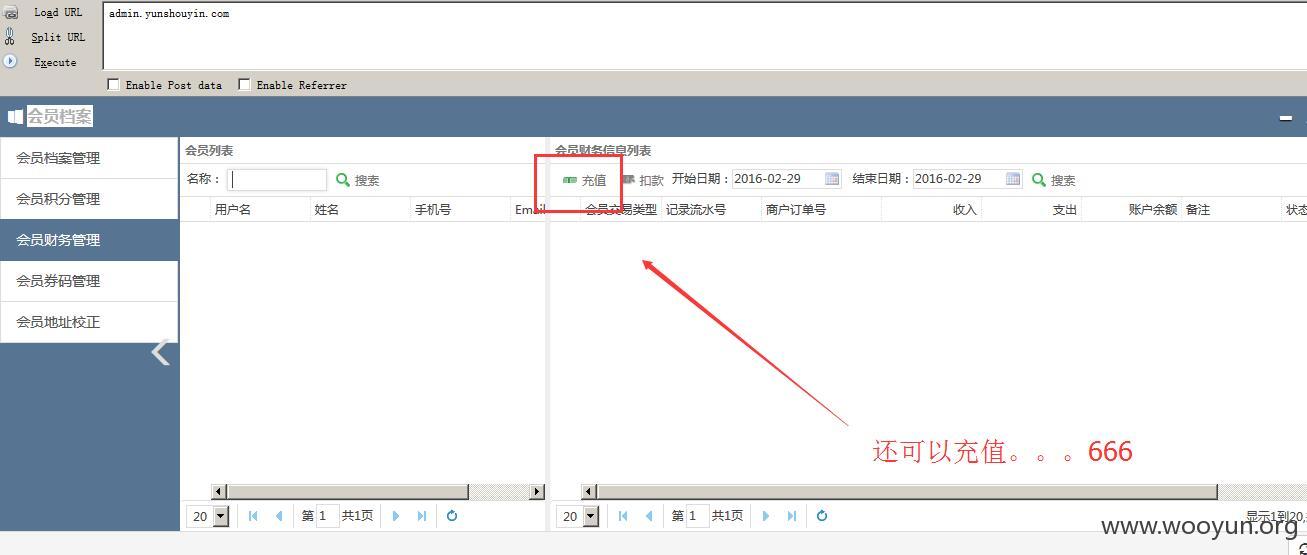 Load URL
admin.yunshouyin.com
Split URL
Execute
Enable Post data
Enable Referrer
会员档案
会员档案管理
会员积分管理
会员财务管理
会员券码管理
会员地址校正
会员列表
名称：
搜索
用户名
姓名
手机号
Email
会员财务信息列表
充值
扣款
开始日期：
2016-02-29
结束日期：
2016-02-29
搜索
会员交易类型
记录流水号
商户订单号
收入
支出
账户余额
备注
状态
还可以充值。。。666
20
第
1
共1页
20
第
1
共1页
显示1到20,
www.wooyun.org